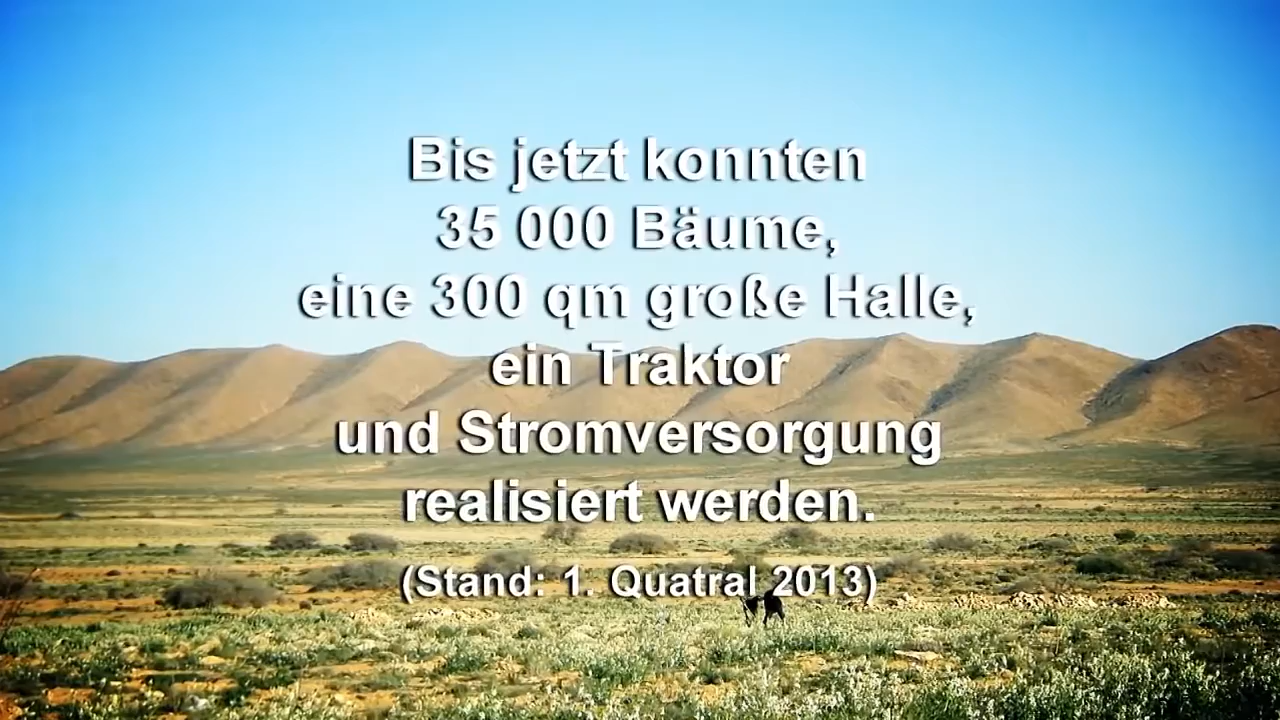 Bis jetzt konnten
35 000 Bäume,
eine 300 qm große Halle,
ein Traktor
und Stromversorgung
realisiert werden.
(Stand: 1. Quatral 2013)